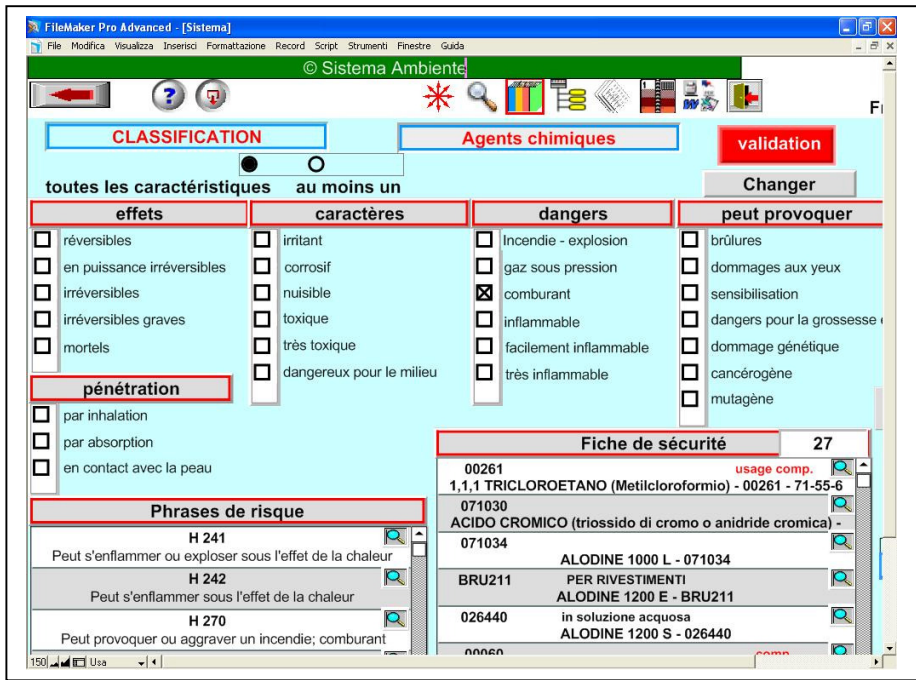 FileMaker Pro Advanced - [Sistema]
File Modifica Visualizza Inserisci Formattazione Record Script Strumenti Finestre Guida
© Sistema Ambiente
CLASSIFICATION
Agents chimiques
validation
toutes les caractéristiques au moins un
Changer
effets
réversibles
en puissance irréversibles
irréversibles
irréversibles graves
mortels
caractères
irritant
corrosif
nuisible
toxique
très toxique
dangereux pour le milieu
dangers
Incendie - explosion
gaz sous pression
comburant
inflammable
facilement inflammable
très inflammable
peut provoquer
brûlures
dommages aux yeux
sensibilisation
dangers pour la grossesse
dommage génétique
cancérogène
mutagène
pénétration
par inhalation
par absorption
en contact avec la peau
Phrases de risque
H 241
Peut s'enflammer ou exploser sous l'effet de la chaleur
H 242
Peut s'enflammer sous l'effet de la chaleur
H 270
Peut provoquer ou aggraver un incendie; comburant
Fiche de sécurité 27
00261 usage comp.
1,1,1 TRICLOROETANO (Metilcloroformio) - 00261 - 71-55-6
071030
ACIDO CROMICO (triossido di cromo o anidride cromica) -
071034
ALODINE 1000 L - 071034
BRU211 PER RIVESTIMENTI
ALODINE 1200 E - BRU211
026440 in soluzione acquosa
ALODINE 1200 S - 026440
150 Usa